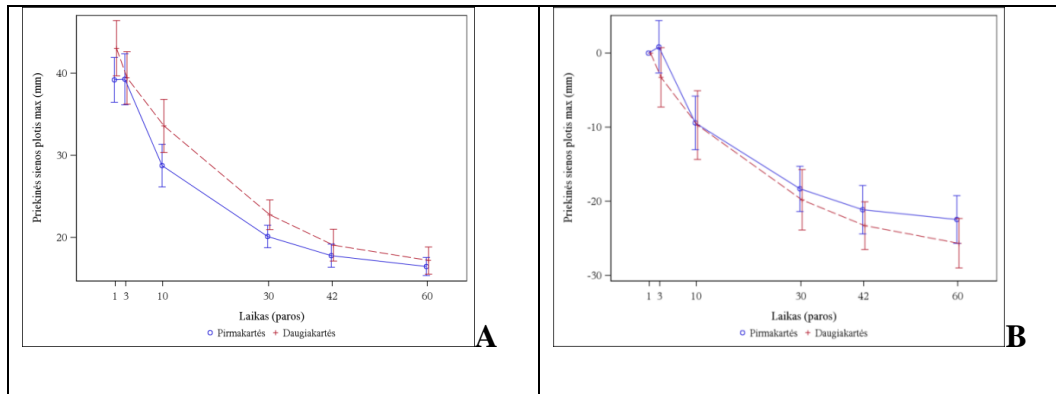 Priekinės sienos plotis max (mm)
40
30
20
1 3 10 30 42 60
Laikas (paros)
Pirmakartės Daugiakartės
A
Priekinės sienos plotis max (mm)
0
-10
-20
-30
1 3 10 30 42 60
Laikas (paros)
Pirmakartės Daugiakartės
B